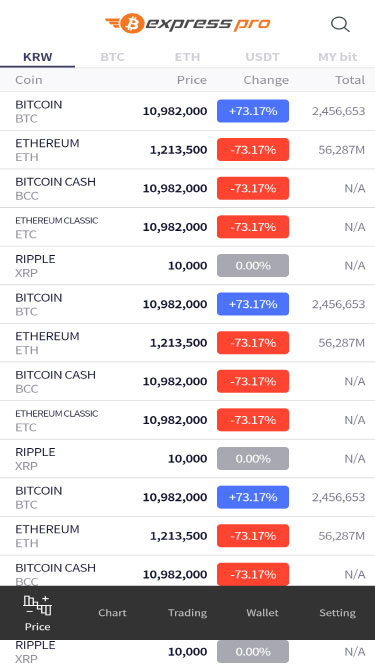 express pro
KRW BTC ETH USDT MY bit
Coin Price Change Total
BITCOIN
BTC
10,982,000 +73.17% 2,456,653
ETHEREUM
ETH
1,213,500 -73.17% 56,287M
BITCOIN CASH
BCC
10,982,000 -73.17% N/A
ETHEREUM CLASSIC
ETC
10,982,000 -73.17% N/A
RIPPLE
XRP
10,000 0.00% N/A
BITCOIN
BTC
10,982,000 +73.17% 2,456,653
ETHEREUM
ETH
1,213,500 -73.17% 56,287M
BITCOIN CASH
BCC
10,982,000 -73.17% N/A
ETHEREUM CLASSIC
ETC
10,982,000 -73.17% N/A
RIPPLE
XRP
10,000 0.00% N/A
BITCOIN
BTC
10,982,000 +73.17% 2,456,653
ETHEREUM
ETH
1,213,500 -73.17% 56,287M
BITCOIN CASH
BCC
10,982,000 -73.17% N/A
Price Chart Trading Wallet Setting
RIPPLE
XRP
10,000 0.00% N/A